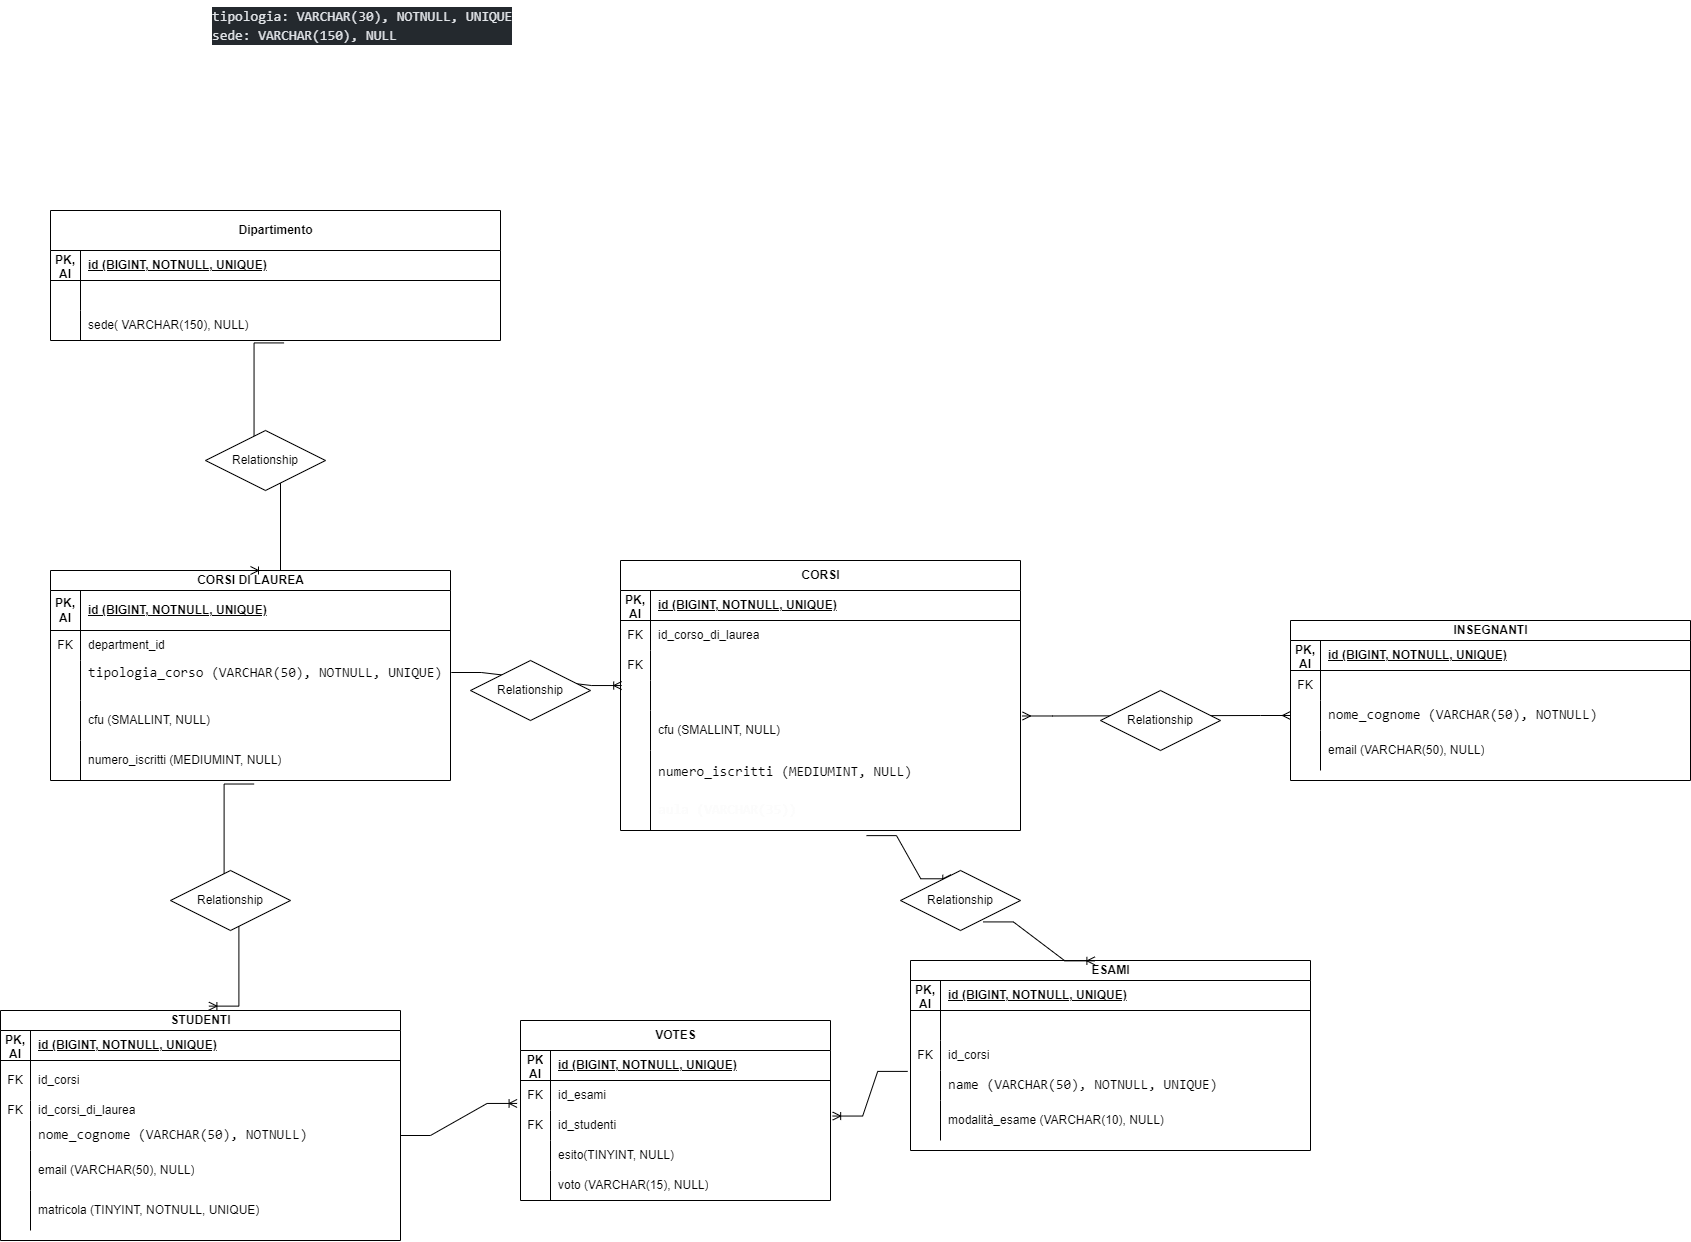 tipologia: VARCHAR(30), NOTNULL, UNIQUE
sede: VARCHAR(150), NULL
Dipartimento
PK, AI
id (BIGINT, NOTNULL, UNIQUE)
sede( VARCHAR(150), NULL)
Relationship
CORSI DI LAUREA
PK, AI
id (BIGINT, NOTNULL, UNIQUE)
FK
department_id
tipologia_corso (VARCHAR(50), NOTNULL, UNIQUE)
cfu (SMALLINT, NULL)
numero_iscritti (MEDIUMINT, NULL)
Relationship
CORSI
PK, AI
id (BIGINT, NOTNULL, UNIQUE)
FK
id_corso_di_laurea
FK
cfu (SMALLINT, NULL)
numero_iscritti (MEDIUMINT, NULL)
Relationship
INSEGNANTI
PK, AI
id (BIGINT, NOTNULL, UNIQUE)
FK
nome_cognome (VARCHAR(50), NOTNULL)
email (VARCHAR(50), NULL)
Relationship
Relationship
STUDENTI
PK, AI
id (BIGINT, NOTNULL, UNIQUE)
FK
id_corsi
FK
id_corsi_di_laurea
nome_cognome (VARCHAR(50), NOTNULL)
email (VARCHAR(50), NULL)
matricola (TINYINT, NOTNULL, UNIQUE)
VOTES
PK AI
id (BIGINT, NOTNULL, UNIQUE)
FK
id_esami
FK
id_studenti
esito(TINYINT, NULL)
voto (VARCHAR(15), NULL)
ESAMI
PK, AI
id (BIGINT, NOTNULL, UNIQUE)
FK
id_corsi
name (VARCHAR(50), NOTNULL, UNIQUE)
modalità_esame (VARCHAR(10), NULL)